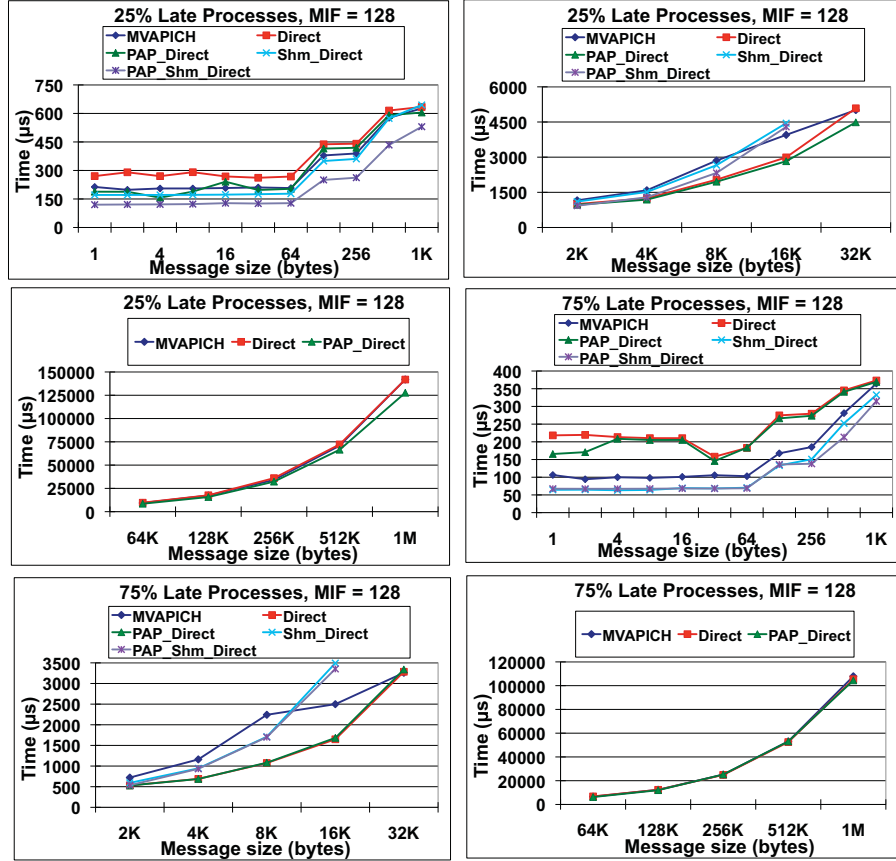 25% Late Processes, MIF = 128
MVAPICH Direct
PAP_Direct Shm_Direct
PAP_Shm_Direct
Time (µs)
750
600
450
300
150
0
1 4 16 64 256 1K
Message size (bytes)
25% Late Processes, MIF = 128
MVAPICH Direct
PAP_Direct Shm_Direct
PAP_Shm_Direct
Time (µs)
6000
4500
3000
1500
0
2K 4K 8K 16K 32K
Message size (bytes)
25% Late Processes, MIF = 128
MVAPICH Direct PAP_Direct
Time (µs)
150000
125000
100000
75000
50000
25000
0
64K 128K 256K 512K 1M
Message size (bytes)
75% Late Processes, MIF = 128
MVAPICH Direct
PAP_Direct Shm_Direct
PAP_Shm_Direct
Time (µs)
400
350
300
250
200
150
100
50
0
1 4 16 64 256 1K
Message size (bytes)
75% Late Processes, MIF = 128
MVAPICH Direct
PAP_Direct Shm_Direct
PAP_Shm_Direct
Time (µs)
3500
3000
2500
2000
1500
1000
500
0
2K 4K 8K 16K 32K
Message size (bytes)
75% Late Processes, MIF = 128
MVAPICH Direct PAP_Direct
Time (µs)
120000
100000
80000
60000
40000
20000
0
64K 128K 256K 512K 1M
Message size (bytes)